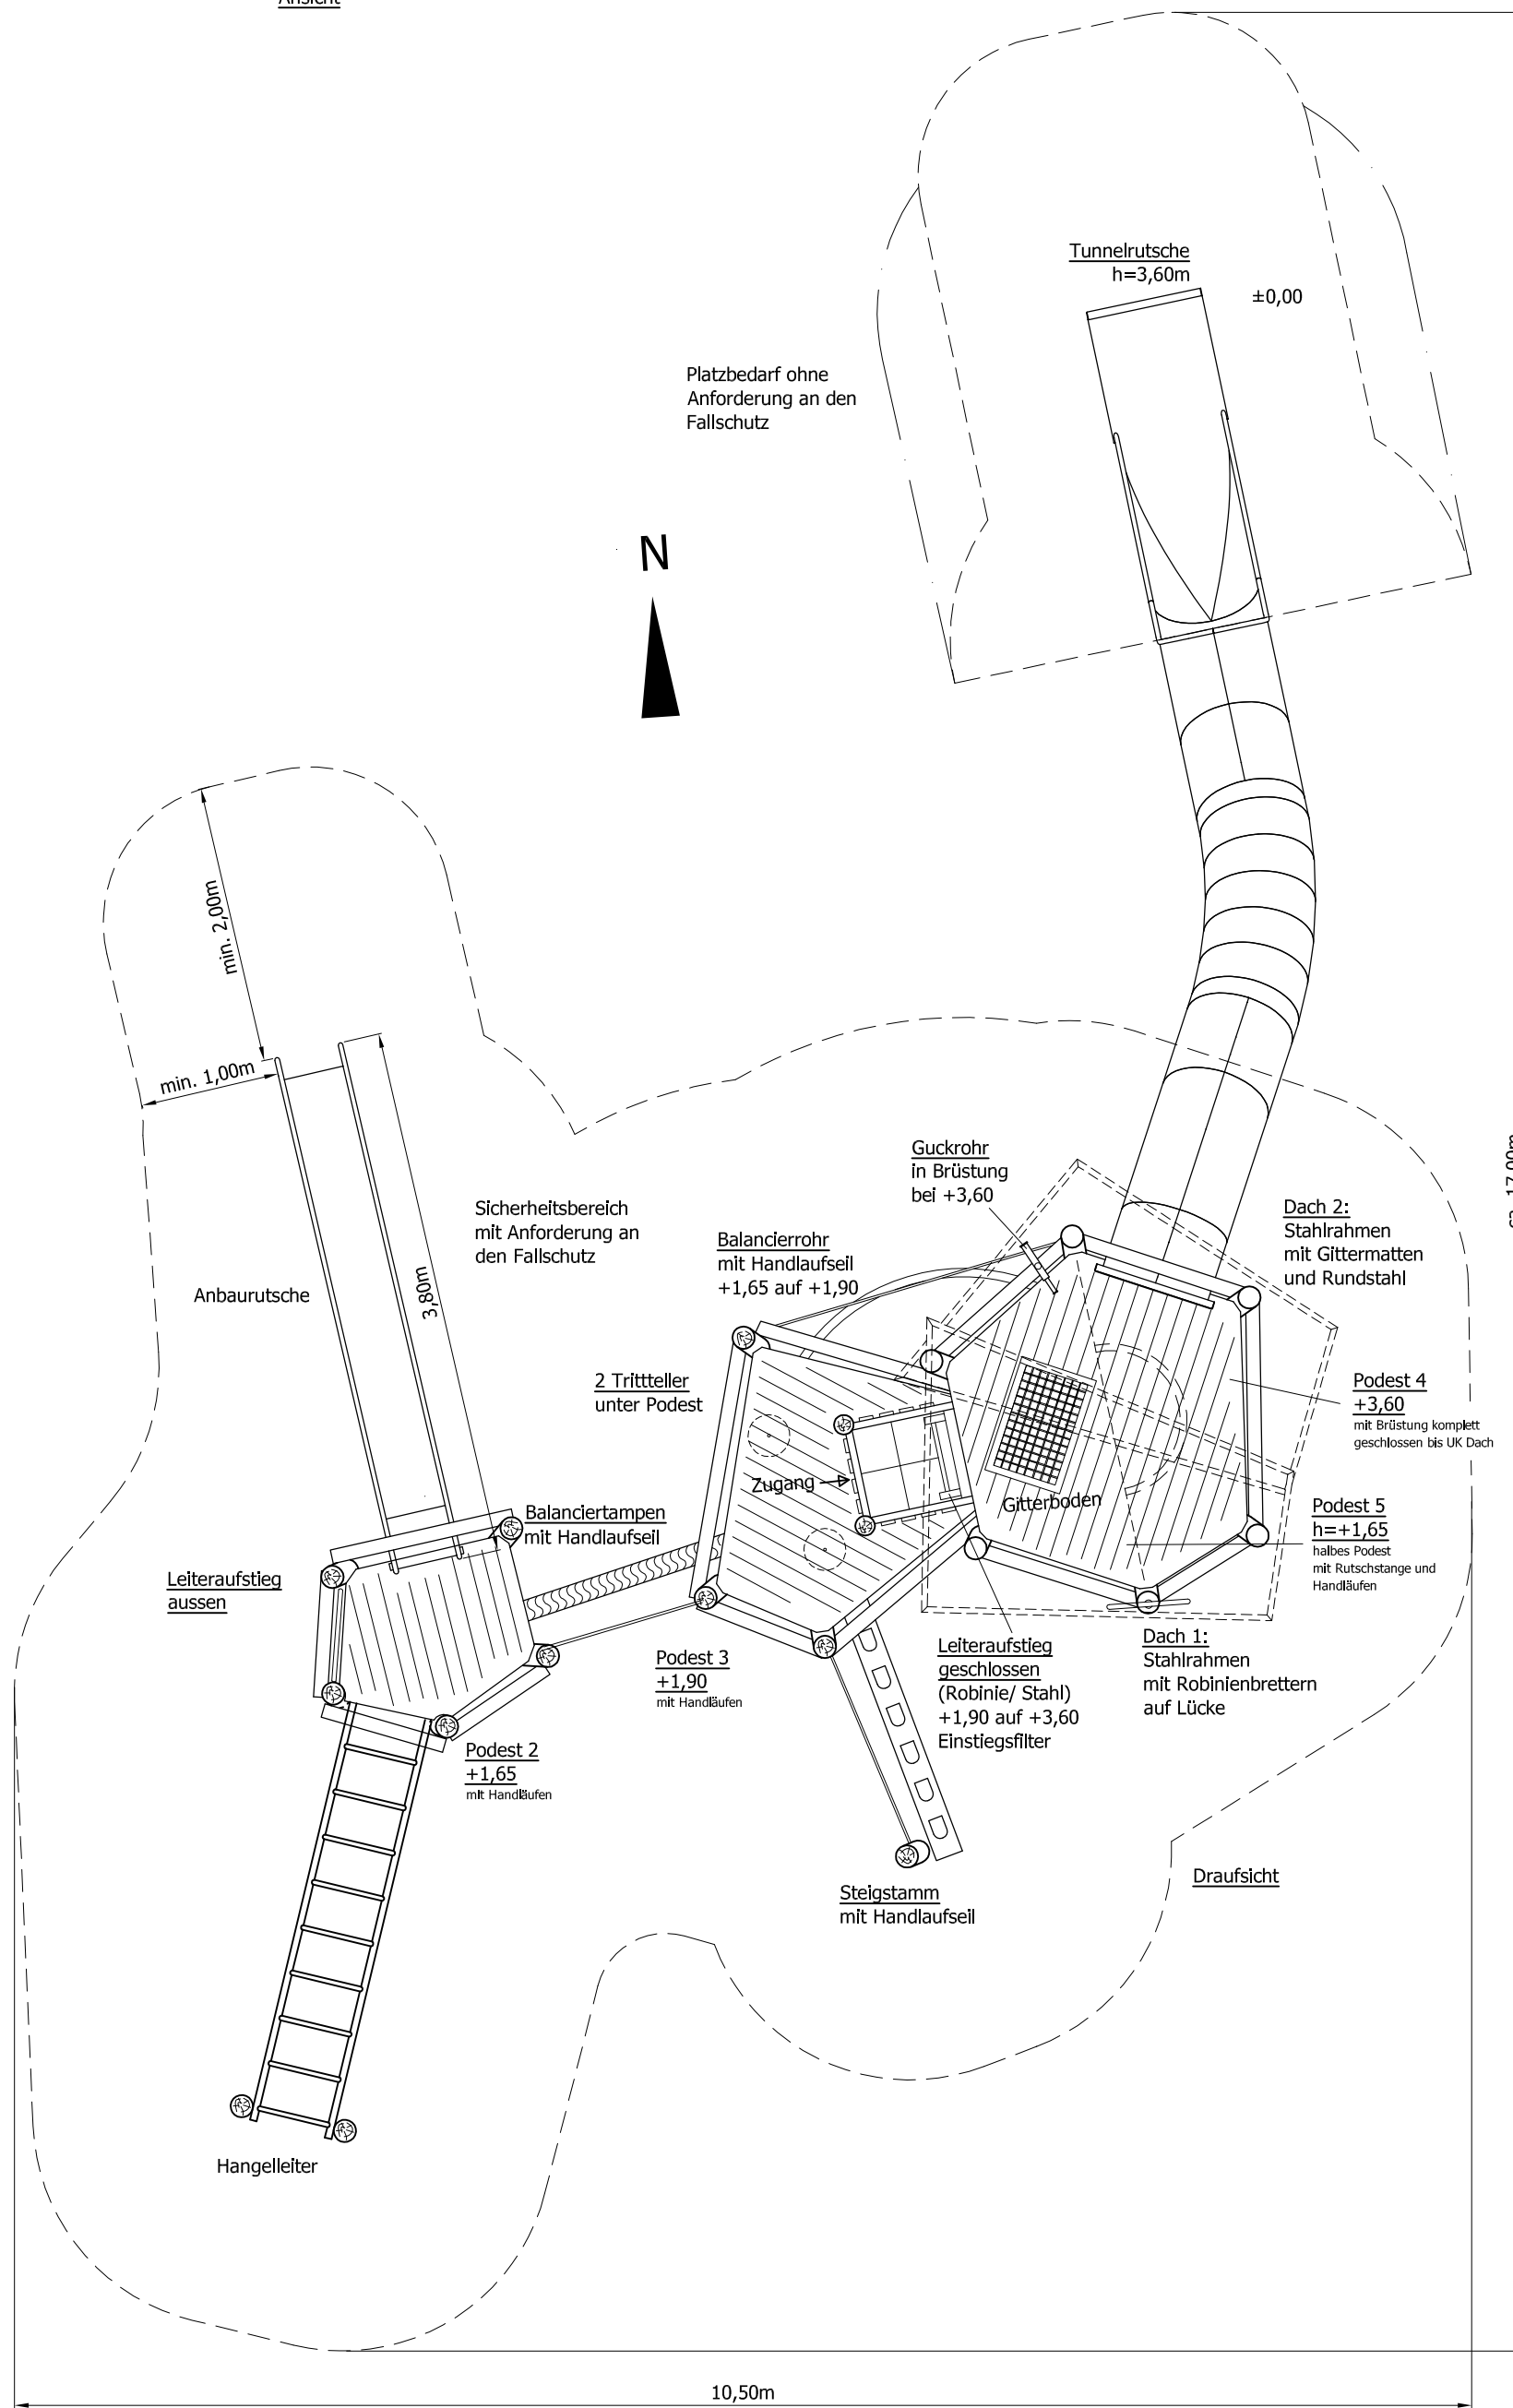 Ansicht
Tunnelrutsche
h=3,60m
±0,00
Platzbedarf ohne
Anforderung an den
Fallschutz
N
min. 2,00m
min. 1,00m
3,80m
ca. 17,00m
Guckrohr
in Brüstung
bei +3,60
Sicherheitsbereich
mit Anforderung an
den Fallschutz
Dach 2:
Stahlrahmen
mit Gittermatten
und Rundstahl
Balancierrohr
mit Handlaufseil
+1,65 auf +1,90
Anbaurutsche
2 Trittteller
unter Podest
Podest 4
+3,60
mit Brüstung komplett
geschlossen bis UK Dach
Zugang
Gitterboden
Podest 5
h=+1,65
halbes Podest
mit Rutschstange und
Handläufen
Balanciertampen
mit Handlaufseil
Leiteraufstieg
aussen
Podest 3
+1,90
mit Handläufen
Leiteraufstieg
geschlossen
(Robinie/ Stahl)
+1,90 auf +3,60
Einstiegsfilter
Dach 1:
Stahlrahmen
mit Robinienbrettern
auf Lücke
Podest 2
+1,65
mit Handläufen
Steigstamm
mit Handlaufseil
Draufsicht
Hangelleiter
10,50m